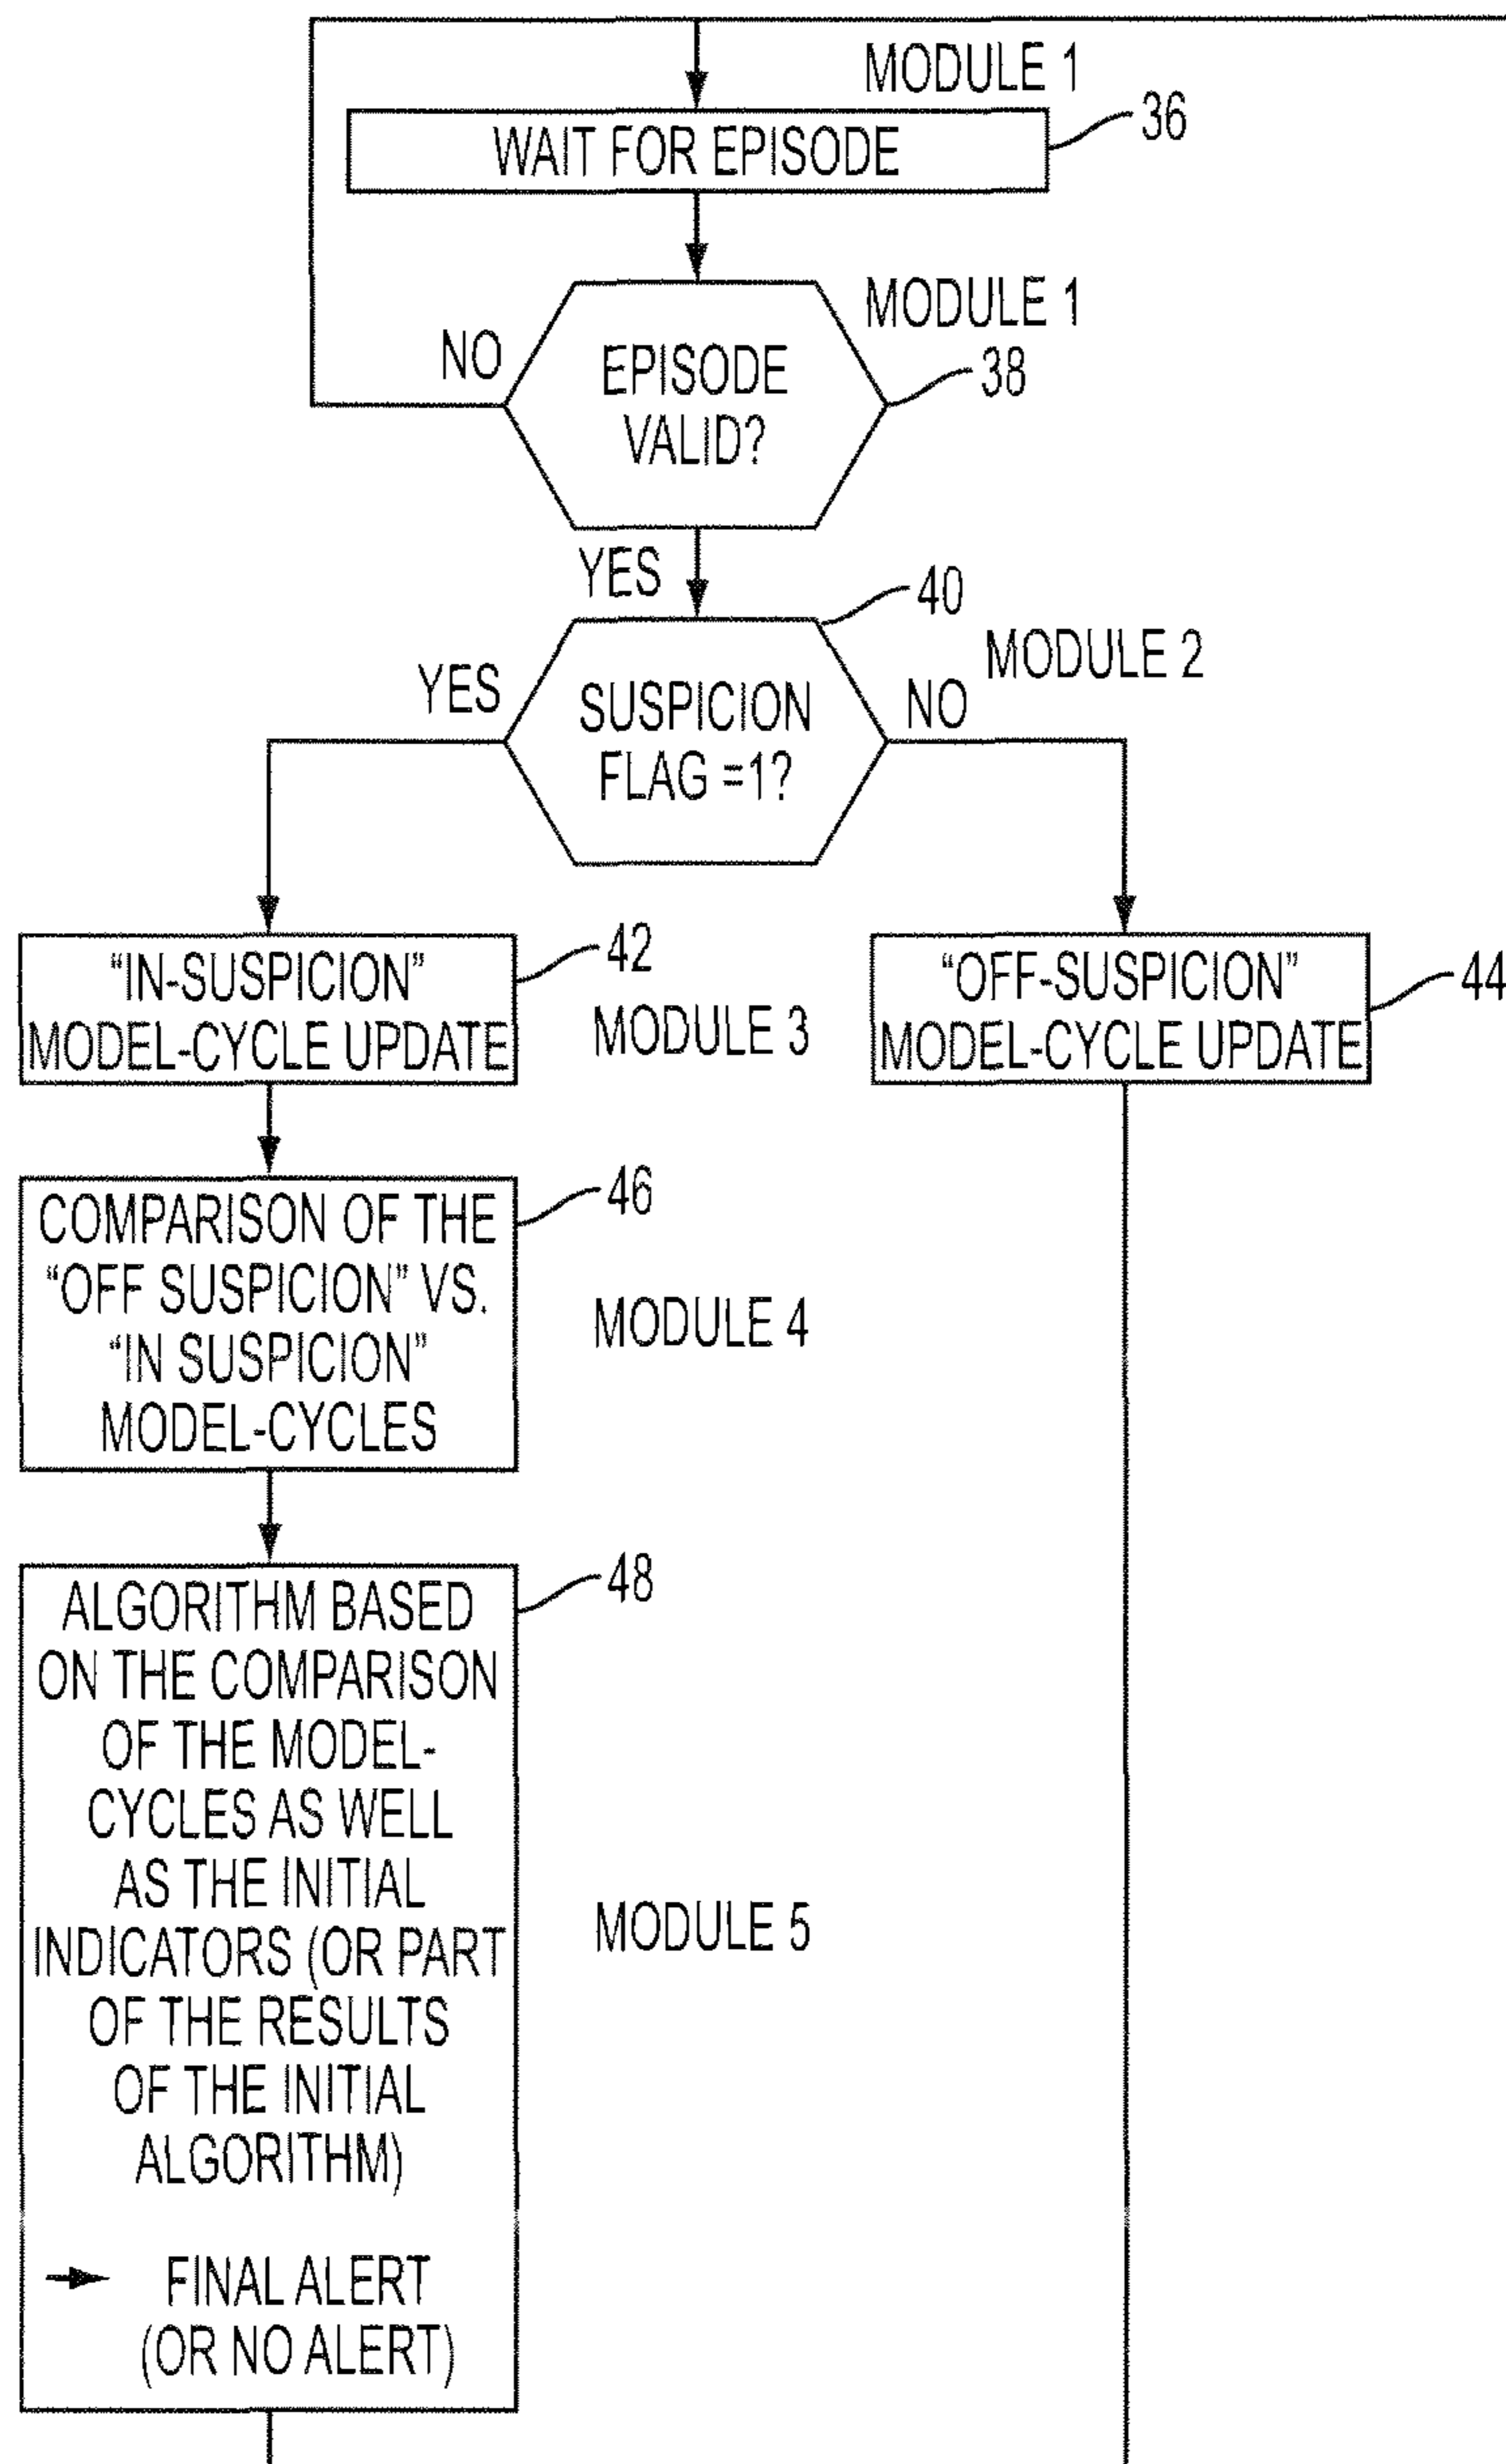 MODULE 1
WAIT FOR EPISODE
36
MODULE 1
NO
EPISODE
VALID?
38
YES
40
MODULE 2
YES
SUSPICION
FLAG =1?
NO
"IN-SUSPICION"
MODEL-CYCLE UPDATE
42
MODULE 3
"OFF-SUSPICION"
MODEL-CYCLE UPDATE
44
COMPARISON OF THE
"OFF SUSPICION" VS.
"IN SUSPICION"
MODEL-CYCLES
46
MODULE 4
ALGORITHM BASED
ON THE COMPARISON
OF THE MODEL-
CYCLES AS WELL
AS THE INITIAL
INDICATORS (OR PART
OF THE RESULTS
OF THE INITIAL
ALGORITHM)
FINAL ALERT
(OR NO ALERT)
48
MODULE 5